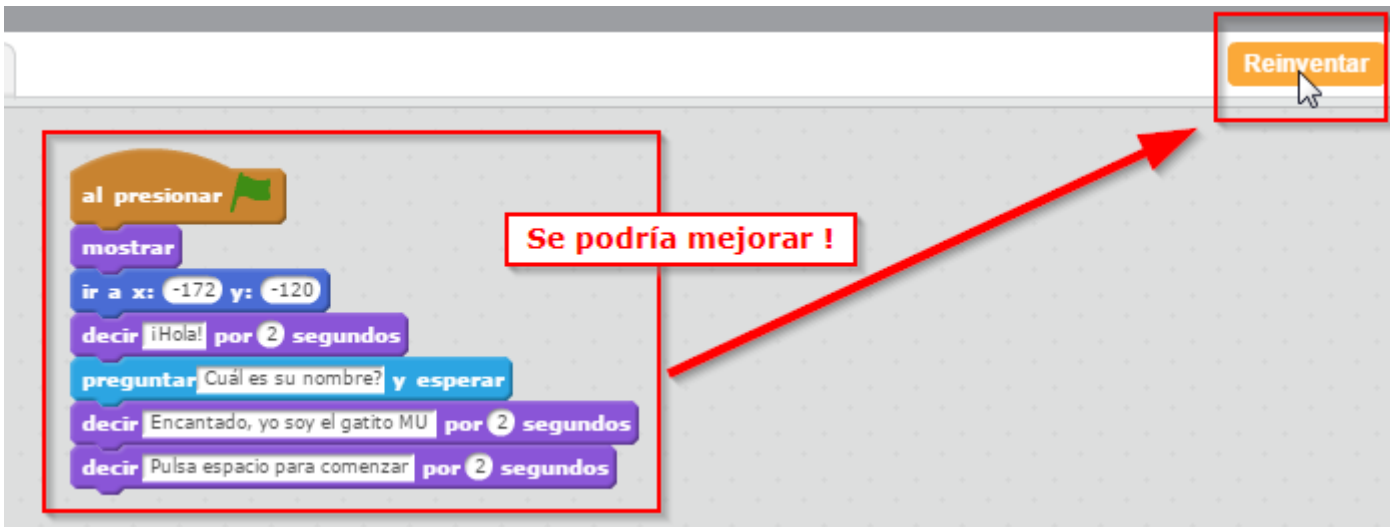 Reinventar
al presionar
mostrar
Se podría mejorar !
ir a x: -172 y: -120
decir ¡Hola! por 2 segundos
preguntar Cuál es su nombre? y esperar
decir Encantado, yo soy el gatito MU por 2 segundos
decir Pulsa espacio para comenzar por 2 segundos